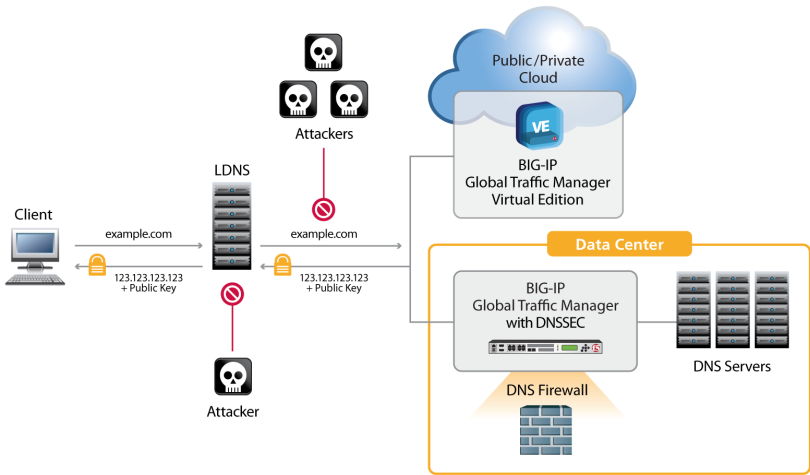 Public/Private
Cloud
VE
BIG-IP
Global Traffic Manager
Virtual Edition
Attackers
LDNS
Client
example.com
example.com
123.123.123.123
+ Public Key
123.123.123.123
+ Public Key
Attacker
Data Center
BIG-IP
Global Traffic Manager
with DNSSEC
f5
DNS Servers
DNS Firewall